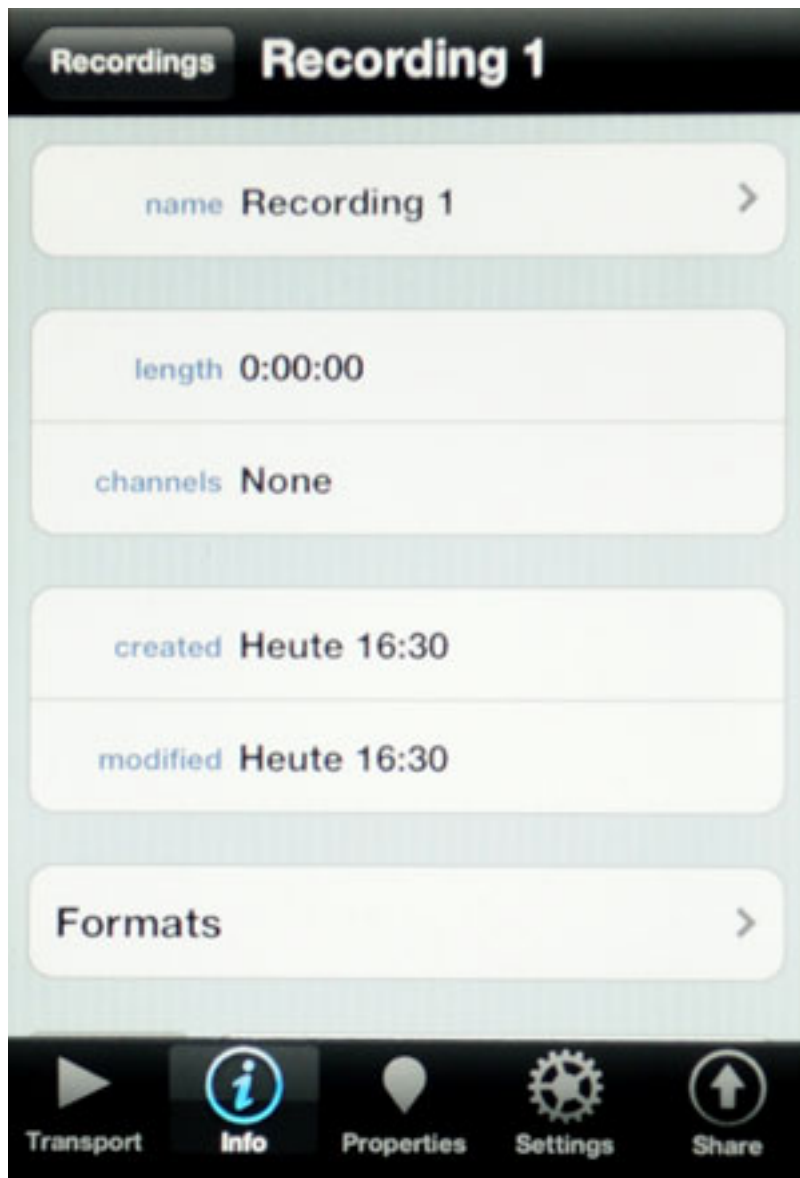 Recordings Recording 1
name Recording 1
length 0:00:00
channels None
created Heute 16:30
modified Heute 16:30
Formats
Transport Info Properties Settings Share